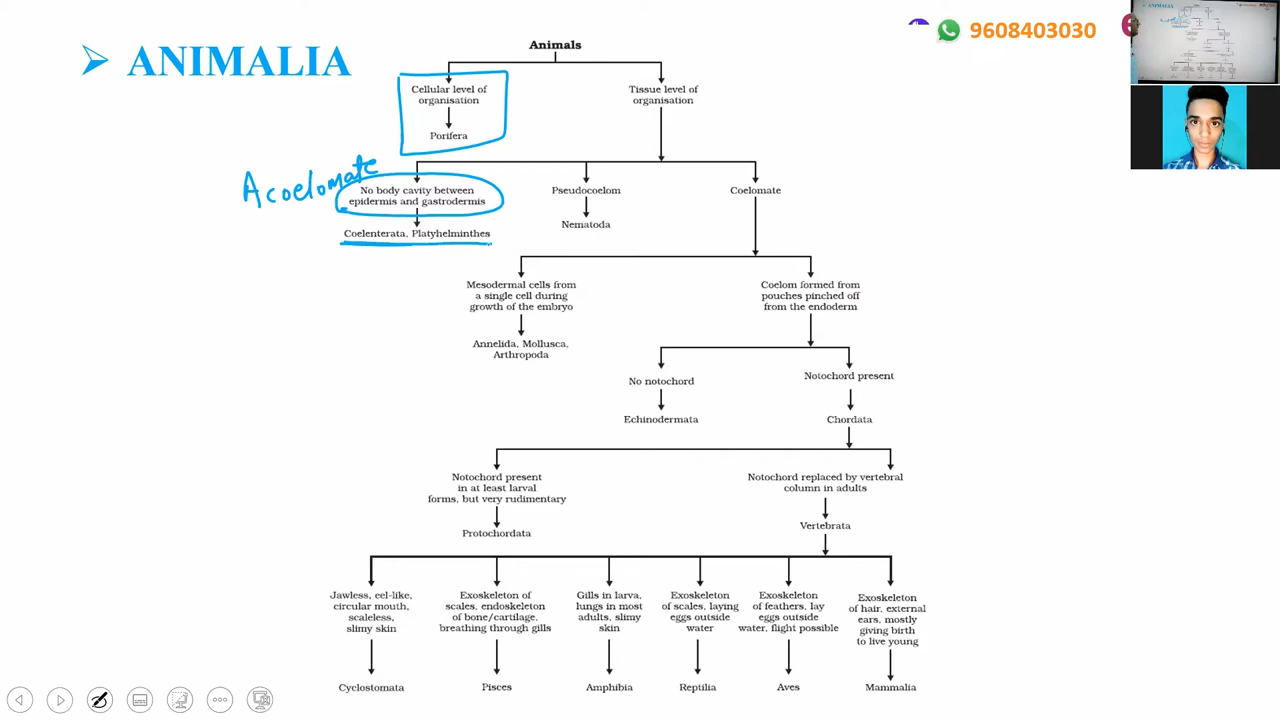 ANIMALIA
9608403030
Animals
Cellular level of
organisation
Porifera
Tissue level of
organisation
Acoelomate
No body cavity between
epidermis and gastrodermis
Coelenterata, Platyhelminthes
Pseudocoelom
Nematoda
Coelomate
Mesodermal cells from
a single cell during
growth of the embryo
Annelida, Mollusca,
Arthropoda
Coelom formed from
pouches pinched off
from the endoderm
No notochord
Echinodermata
Notochord present
Chordata
Notochord present
in at least larval
forms, but very rudimentary
Protochordata
Notochord replaced by vertebral
column in adults
Vertebrata
Jawless, eel-like,
circular mouth,
scaleless,
slimy skin
Cyclostomata
Exoskeleton of
scales, endoskeleton
of bone/cartilage,
breathing through gills
Pisces
Gills in larva,
lungs in most
adults, slimy
skin
Amphibia
Exoskeleton
of scales, laying
eggs outside
water
Reptilia
Exoskeleton
of feathers, lay
eggs outside
water, flight possible
Aves
Exoskeleton
of hair, external
ears, mostly
giving birth
to live young
Mammalia